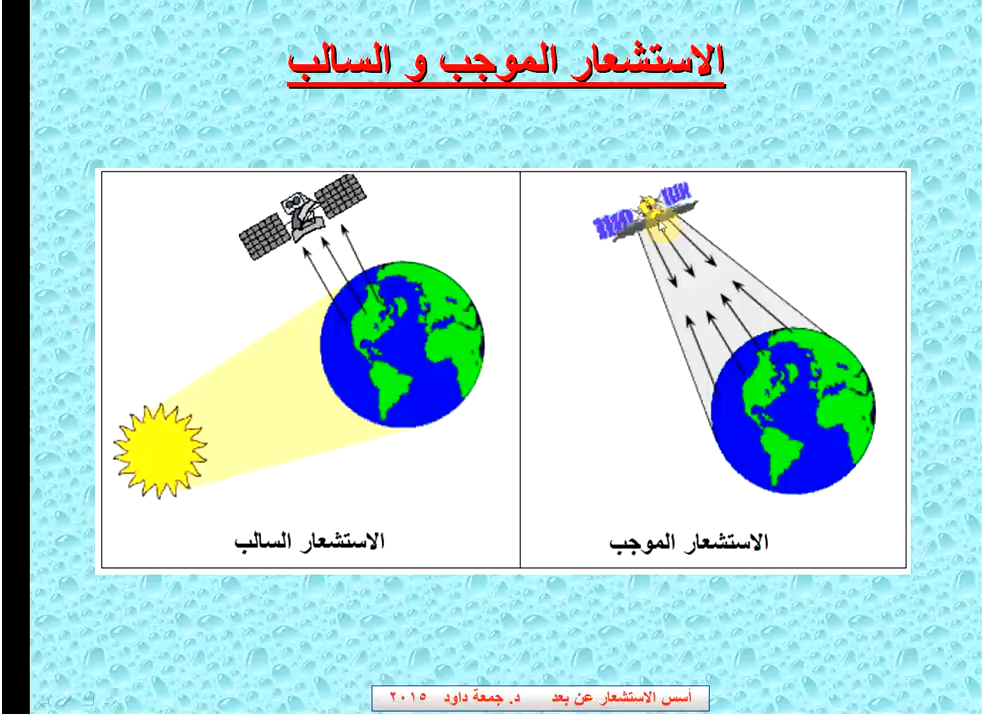 الاستشعار الموجب و السالب
الاستشعار الموجب
الاستشعار السالب
أسس الاستشعار عن بعد د. جمعة داود ٢٠١٥